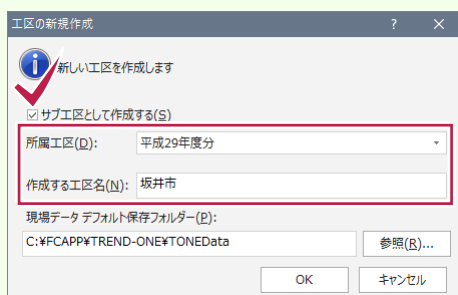 工区の新規作成 ? ×
新しい工区を作成します
サブ工区として作成する(S)
所属工区(D): 平成29年度分
作成する工区名(N): 坂井市
現場データ デフォルト保存フォルダー(P):
C:¥FCAPP¥TREND-ONE¥TONEData 参照(R)...
OK キャンセル